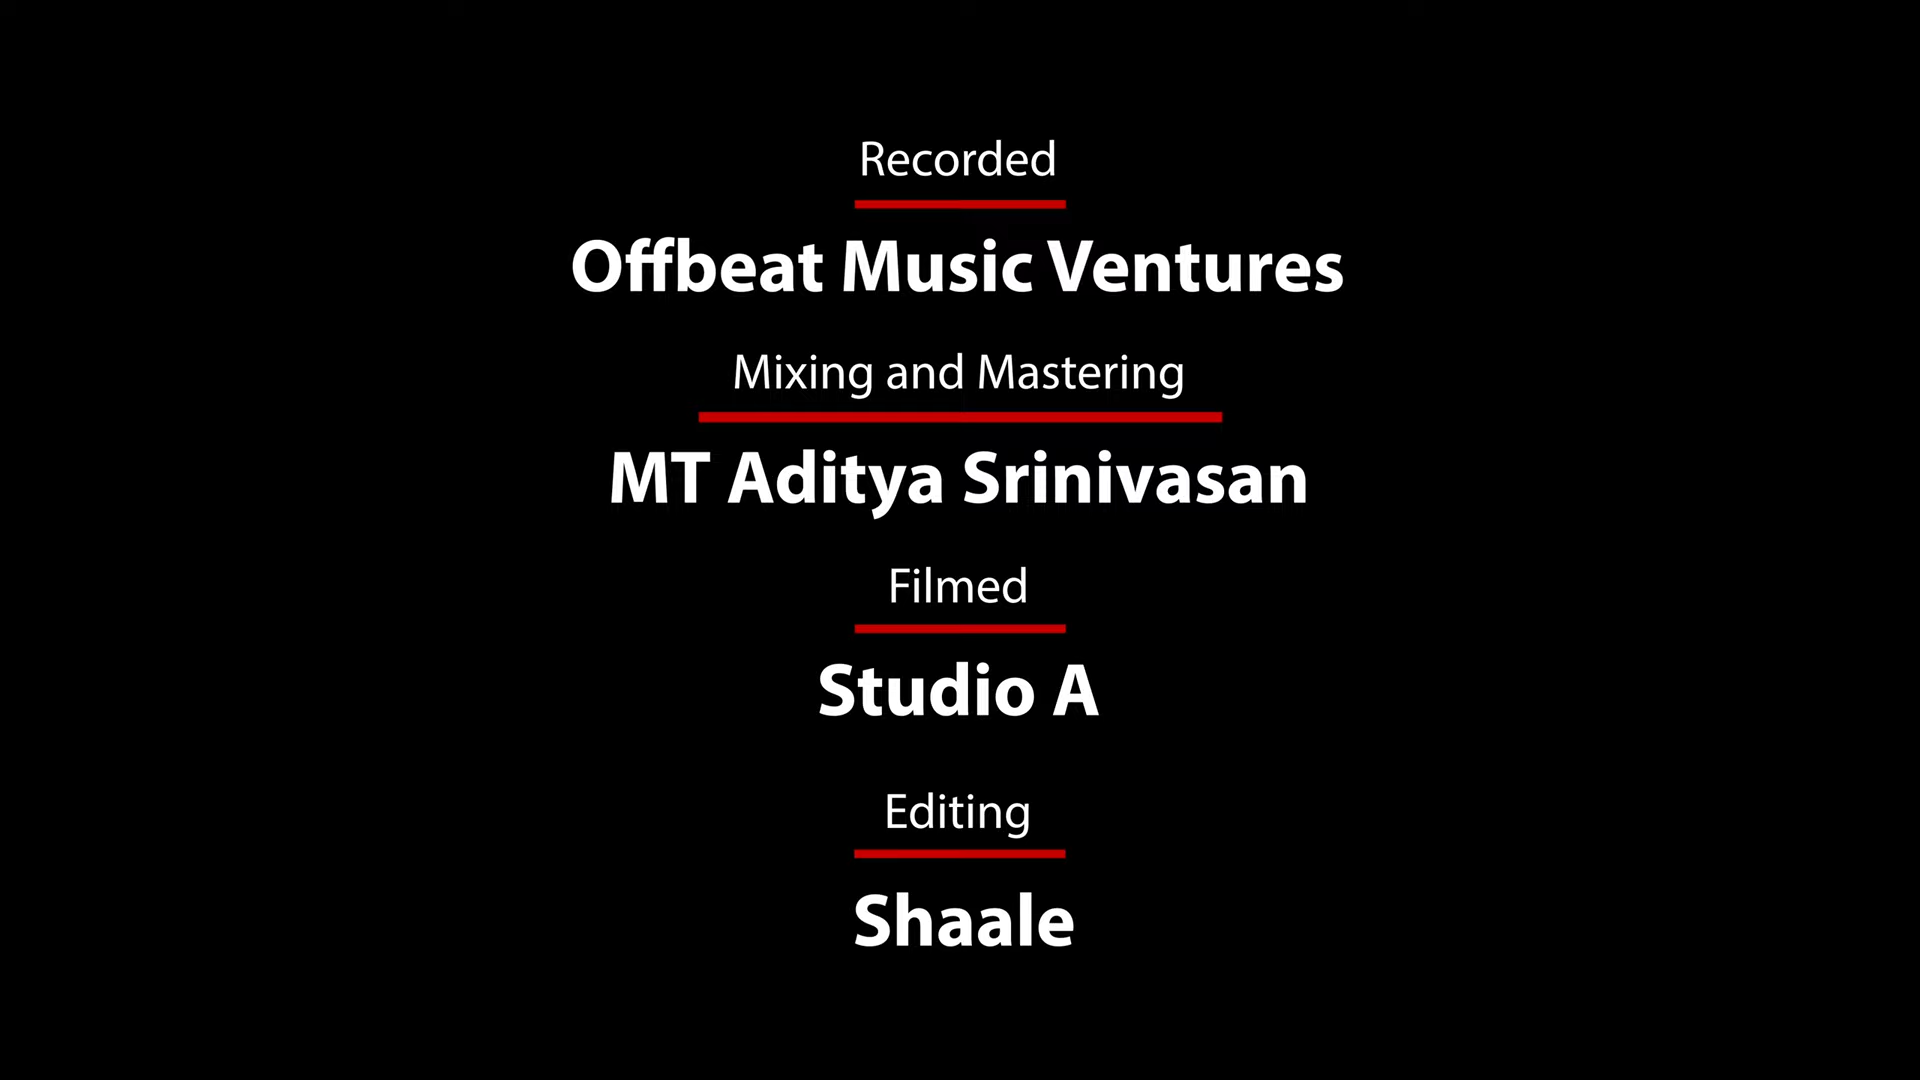 Recorded
Offbeat Music Ventures
Mixing and Mastering
MT Aditya Srinivasan
Filmed
Studio A
Editing
Shaale